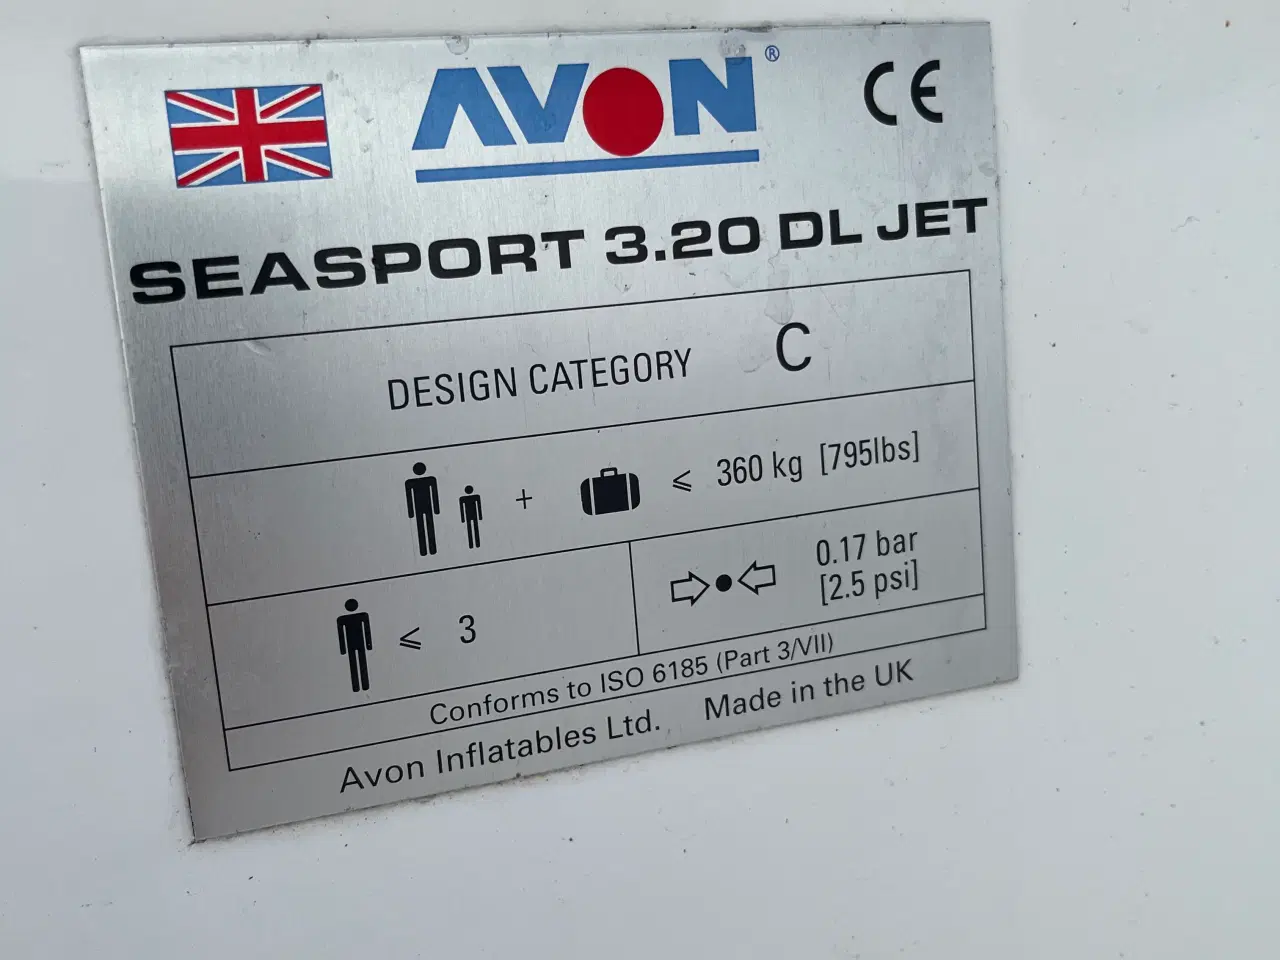 AVON® CE
SEASPORT 3.20 DL JET
DESIGN CATEGORY C
+ ≤ 360 kg [795lbs]
≤ 3
0.17 bar
[2.5 psi]
Conforms to ISO 6185 (Part 3/VII)
Avon Inflatables Ltd. Made in the UK